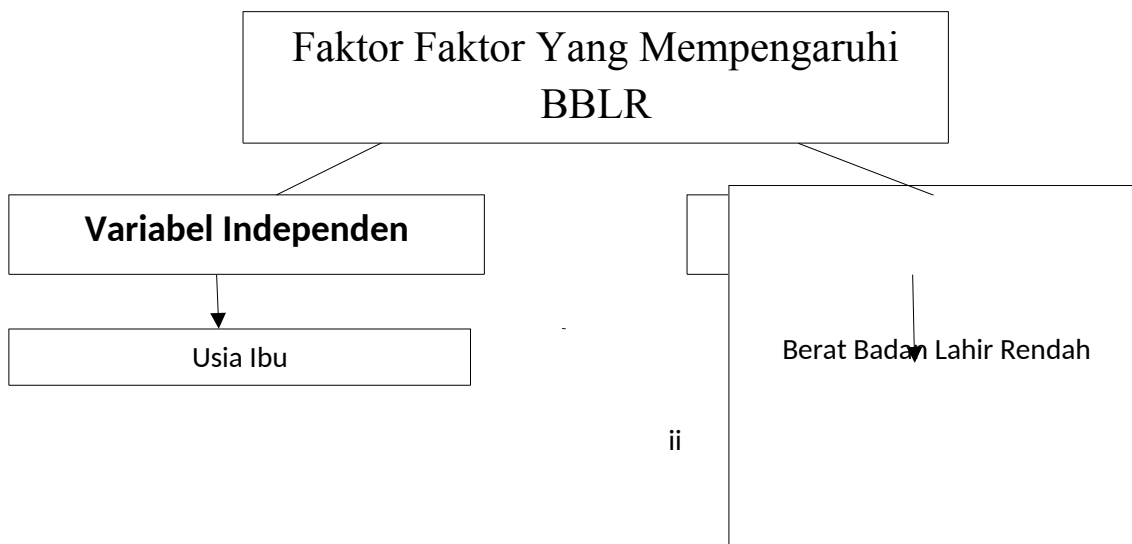 Faktor Faktor Yang Mempengaruhi
BBLR
Variabel Independen
Usia Ibu
-
Berat Badan Lahir Rendah
ii